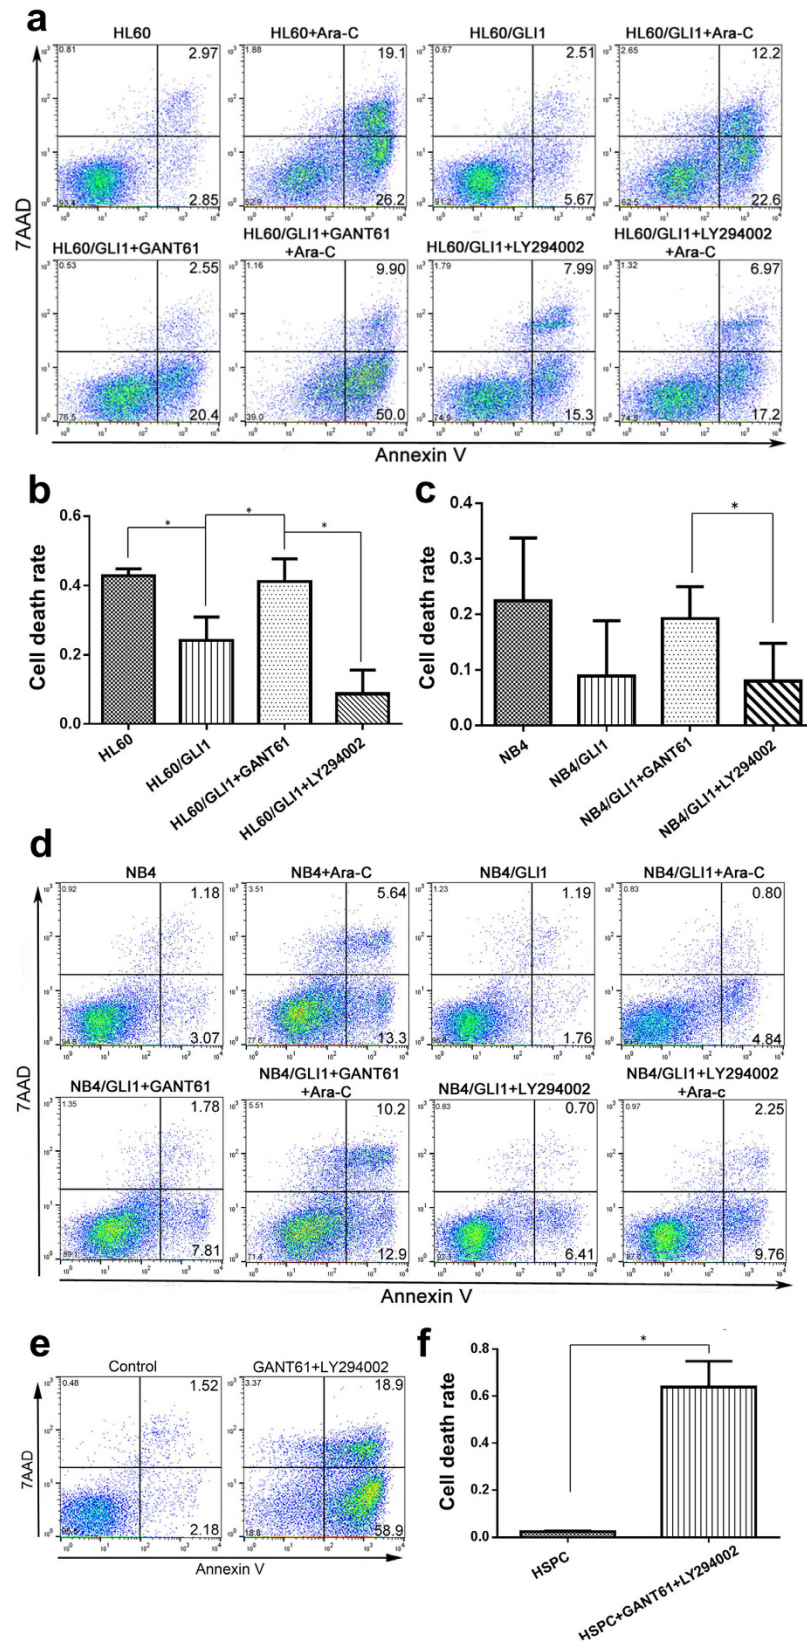 a
HL60
HL60+Ara-C
HL60/GLI1
HL60/GLI1+Ara-C
0.81 2.97
1.88 19.1
0.67 2.51
2.65 12.2
2.85
26.2
5.67
22.6
HL60/GLI1+GANT61
HL60/GLI1+GANT61
+Ara-C
HL60/GLI1+LY294002
HL60/GLI1+LY294002
+Ara-C
0.53 2.55
1.16 9.90
1.79 7.99
1.32 6.97
76.5 20.4
39.0 50.0
15.3
17.2
7AAD
Annexin V
b
Cell death rate
0.6
0.4
0.2
0.0
*
*
*
HL60
HL60/GLI1
HL60/GLI1+GANT61
HL60/GLI1+LY294002
c
Cell death rate
0.4
0.3
0.2
0.1
0.0
*
NB4
NB4/GLI1
NB4/GLI1+GANT61
NB4/GLI1+LY294002
d
NB4
NB4+Ara-C
NB4/GLI1
NB4/GLI1+Ara-C
0.92 1.18
3.51 5.64
1.23 1.19
0.83 0.80
3.07
13.3
1.76
4.84
NB4/GLI1+GANT61
NB4/GLI1+GANT61
+Ara-C
NB4/GLI1+LY294002
NB4/GLI1+LY294002
+Ara-c
1.35 1.78
5.51 10.2
0.83 0.70
0.97 2.25
7.81
12.9
6.41
9.76
7AAD
Annexin V
e
Control
GANT61+LY294002
0.48 1.52
3.37 18.9
2.18
18.8 58.9
7AAD
Annexin V
f
Cell death rate
0.8
0.6
0.4
0.2
0.0
*
HSPC
HSPC+GANT61+LY294002